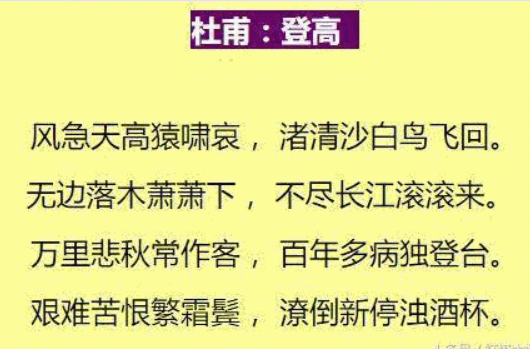 杜甫：登高
风急天高猿啸哀，渚清沙白鸟飞回。
无边落木萧萧下，不尽长江滚滚来。
万里悲秋常作客，百年多病独登台。
艰难苦恨繁霜鬓，潦倒新停浊酒杯。